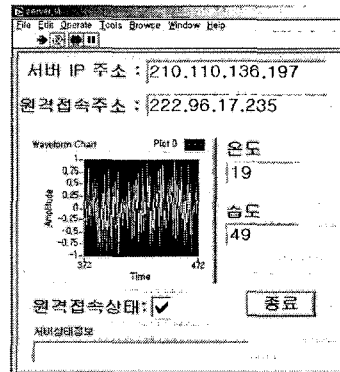 server.vi
File Edit Operate Tools Browse Window Help
서버 IP 주소 : 210.110.136.197
원격접속주소 : 222.96.17.235
Waveform Chart Plot 0
온도
19
습도
49
Amplitude
1
0.75
0.5
0.25
0
-0.25
-0.5
-0.75
-1
372 472
Time
원격접속상태: ✓
종료
서버상태정보